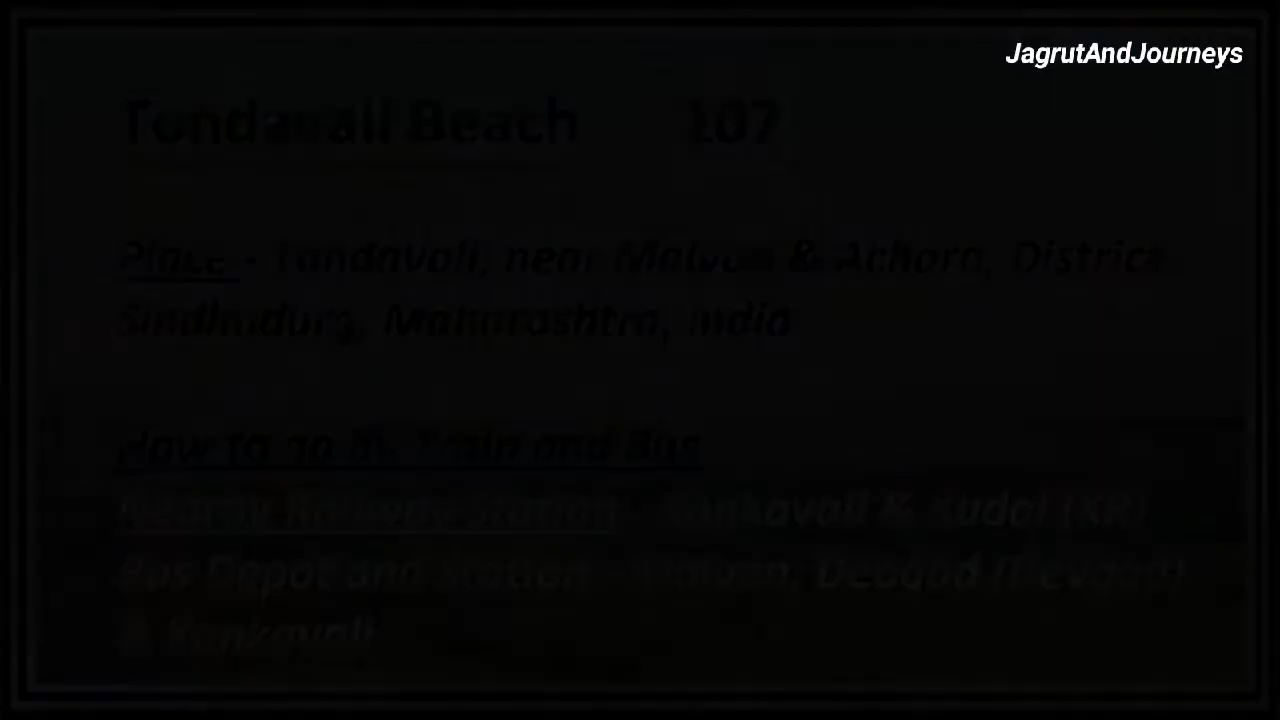 JagrutAndJourneys
Tondavali Beach 107
Place - Tondavali, near Malvan & Achara, District
Sindhudurg, Maharashtra, India
How to go by Train and Bus
Nearby Railway Station - Kankavali & Kudal (KR)
Bus Depot and Station - Malvan, Deogad (Devgad)
& Kankavali